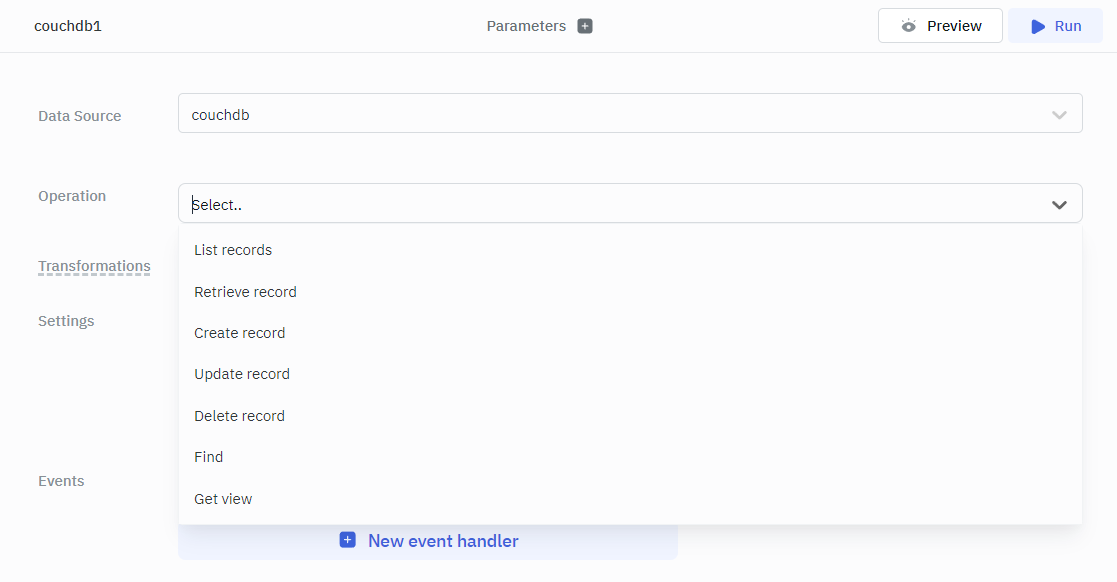 couchdb1
Parameters
Preview
Run
Data Source
couchdb
Operation
Select..
List records
Transformations
Retrieve record
Settings
Create record
Update record
Delete record
Find
Events
Get view
New event handler